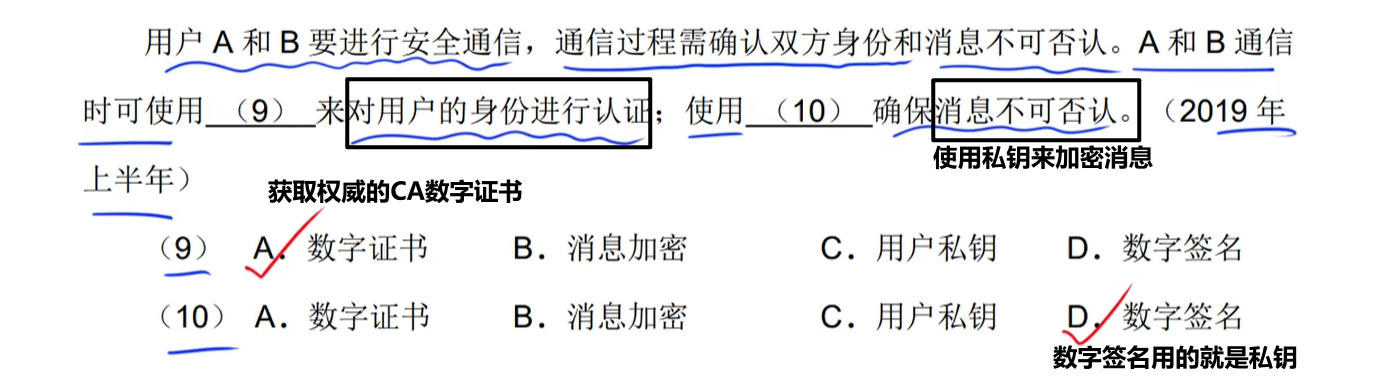 用户 A 和 B 要进行安全通信，通信过程需确认双方身份和消息不可否认。A 和 B 通信
时可使用 （9） 来对用户的身份进行认证；使用 （10） 确保消息不可否认。（2019 年
使用私钥来加密消息
上半年）
获取权威的CA数字证书
（9） A．数字证书 B．消息加密 C．用户私钥 D．数字签名
（10） A．数字证书 B．消息加密 C．用户私钥 D．数字签名
数字签名用的就是私钥